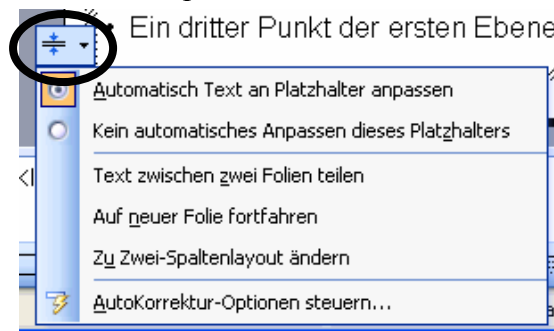 Ein dritter Punkt der ersten Ebene
Automatisch Text an Platzhalter anpassen
Kein automatisches Anpassen dieses Platzhalters
Text zwischen zwei Folien teilen
Auf neuer Folie fortfahren
Zu Zwei-Spaltenlayout ändern
AutoKorrektur-Optionen steuern...